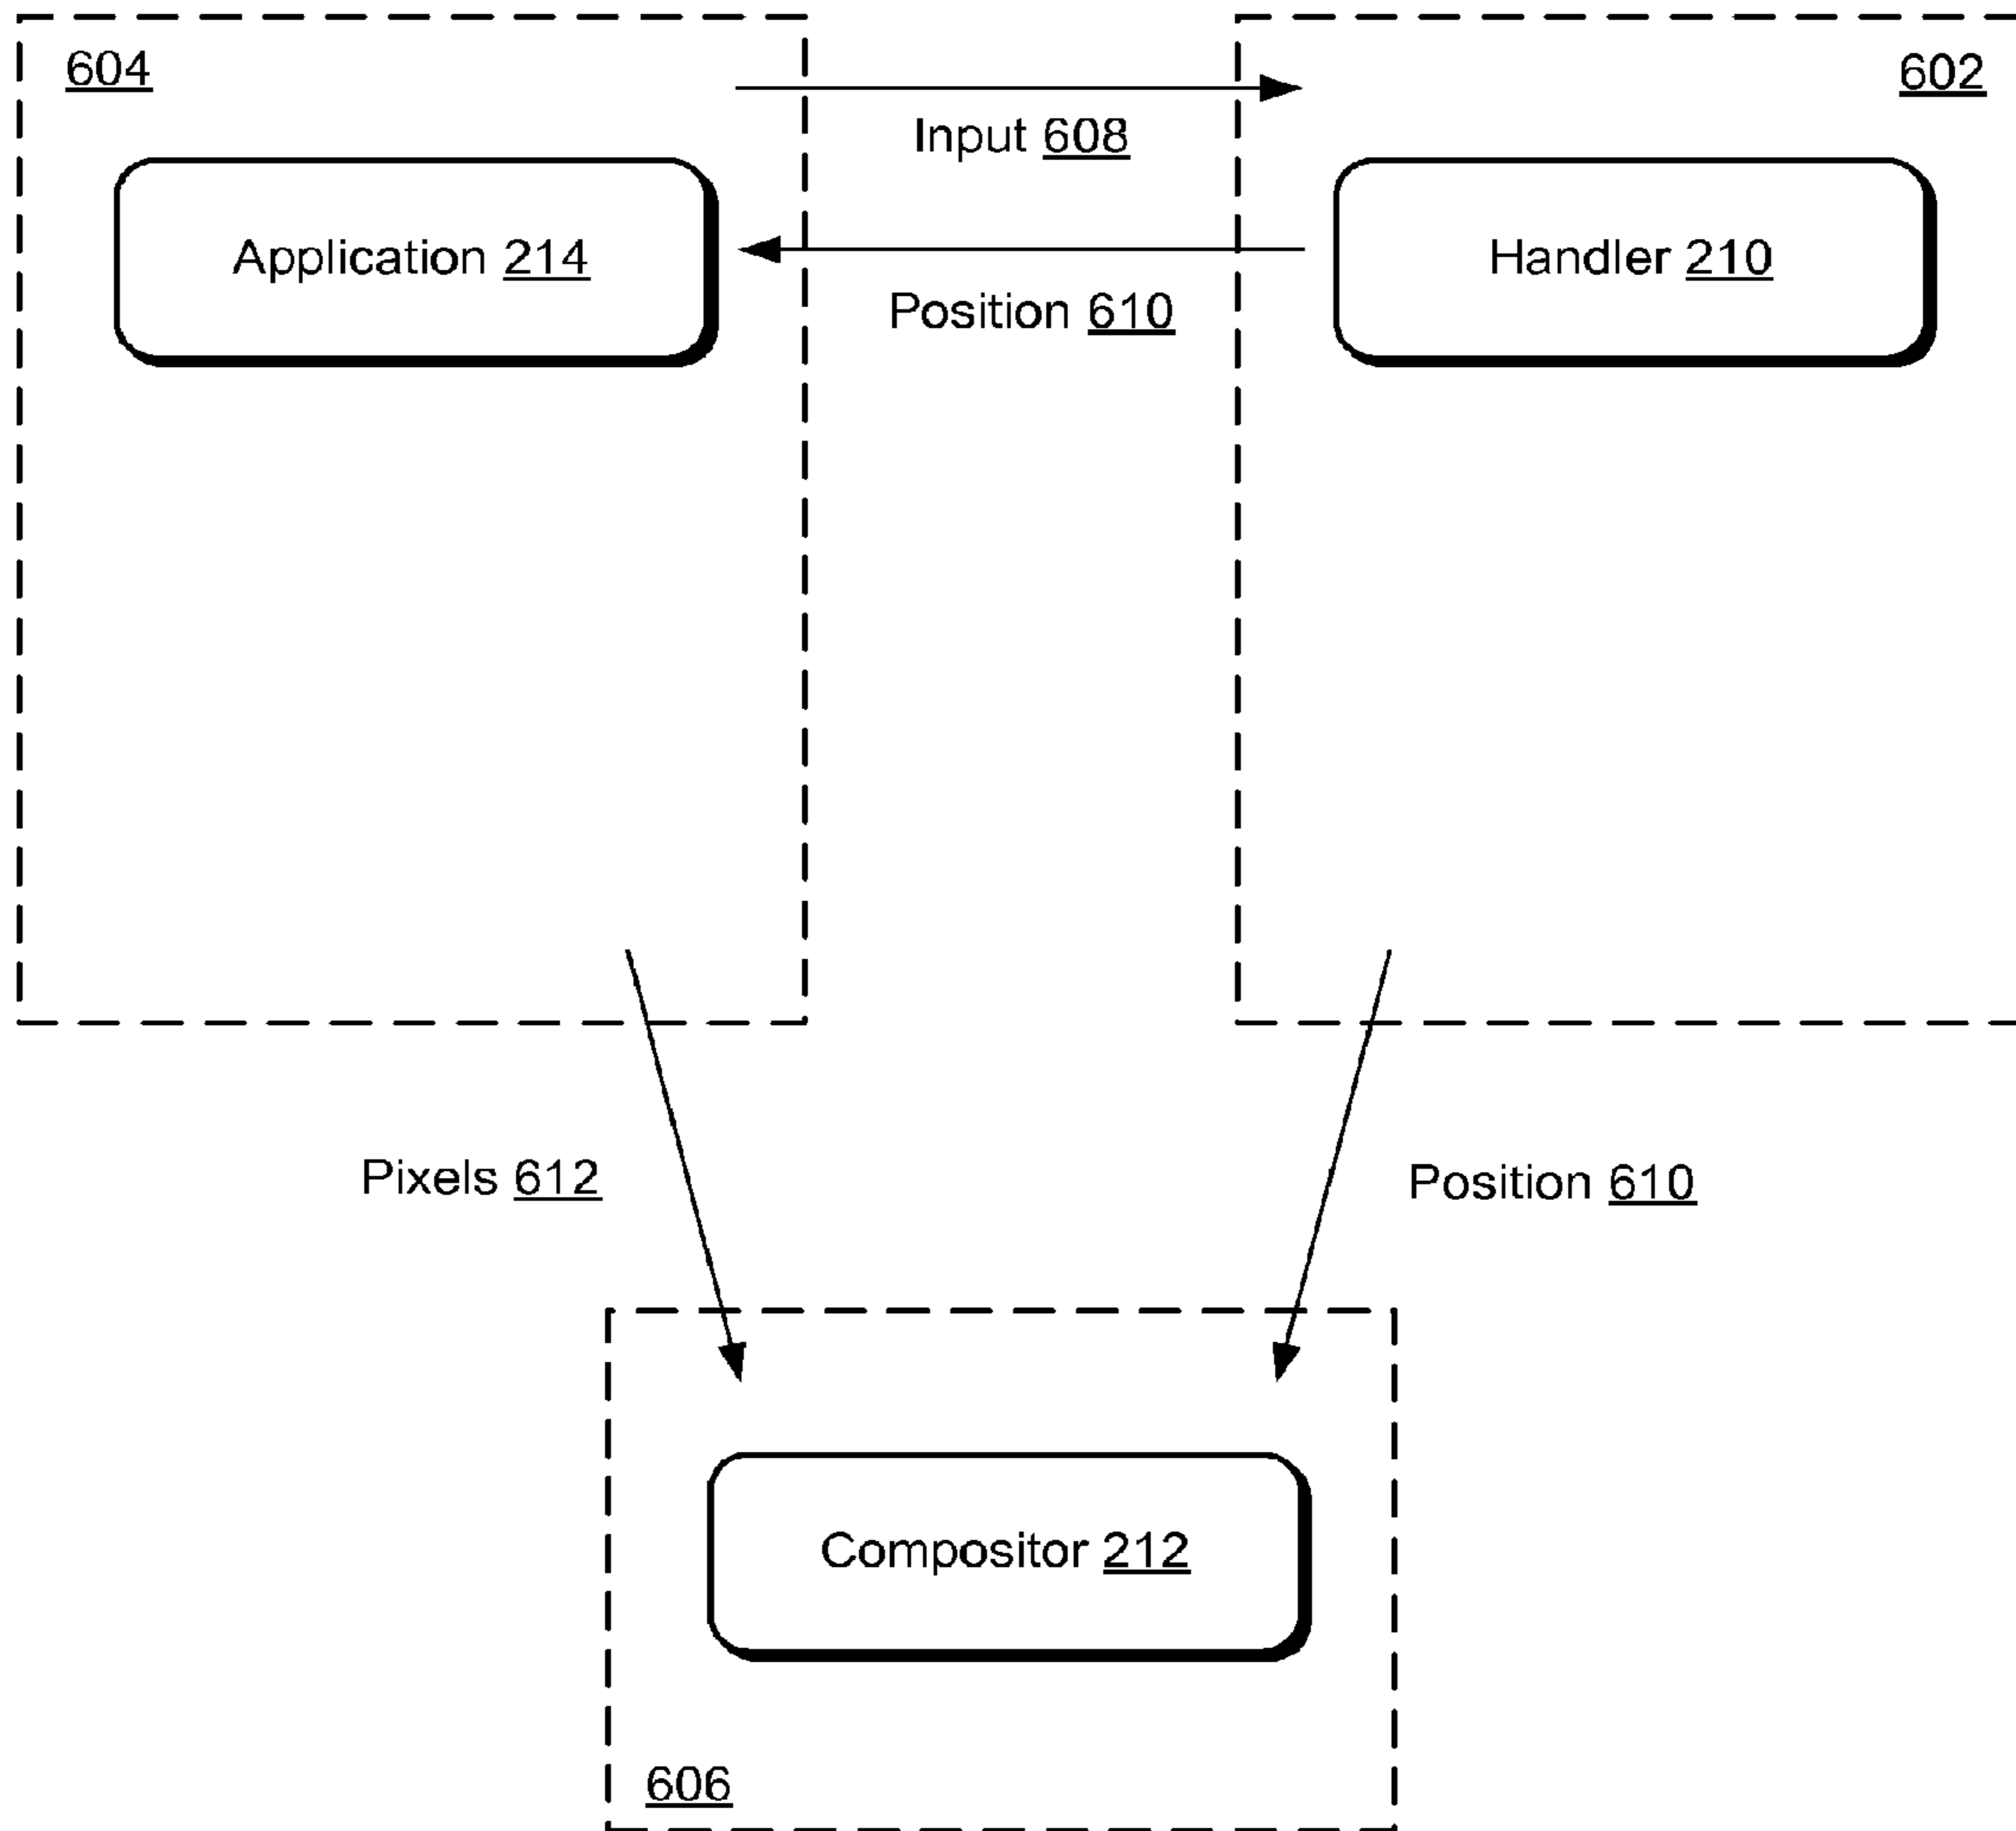 604
602
Input 608
Application 214
Handler 210
Position 610
Pixels 612
Position 610
Compositor 212
606